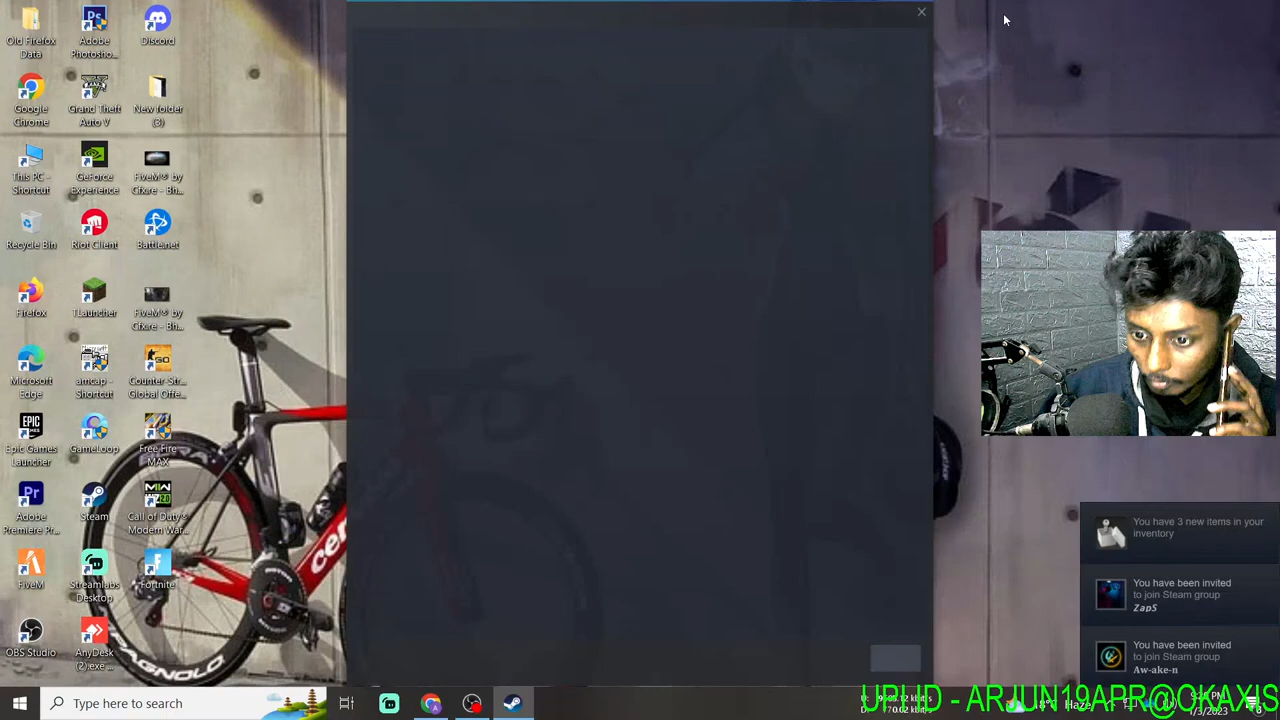 Old Firefox
Data
Adobe
Photosho...
Discord
Google
Chrome
Grand Theft
Auto V
New folder
(3)
This PC -
Shortcut
GeForce
Experience
FiveM® by
Cfx.re - Bh...
Recycle Bin
Riot Client
Battle.net
Firefox
TLauncher
FiveM® by
Cfx.re - Bh...
Microsoft
Edge
amcap -
Shortcut
Counter-Str...
Global Offe...
EPIC
GAMES
Epic Games
Launcher
GameLoop
Free Fire
MAX
Adobe
Premiere Pr...
Steam
Call of Duty®
Modern War...
FiveM
Streamlabs
Desktop
Fortnite
OBS Studio
AnyDesk
(2).exe ...
You have 3 new items in your
inventory
You have been invited
to join Steam group
ZapS
You have been invited
to join Steam group
Aw-ake-n
Type here to search
UPI ID - ARJUN19APR@OKAXIS
Haze
1/3/2023